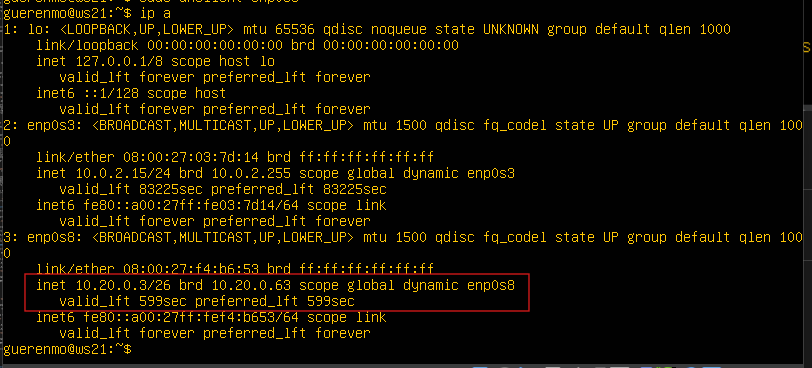 guerenmo@ws21:~$ ip a
1: lo: <LOOPBACK,UP,LOWER_UP> mtu 65536 qdisc noqueue state UNKNOWN group default qlen 1000
    link/loopback 00:00:00:00:00:00 brd 00:00:00:00:00:00
    inet 127.0.0.1/8 scope host lo
       valid_lft forever preferred_lft forever
    inet6 ::1/128 scope host
       valid_lft forever preferred_lft forever
2: enp0s3: <BROADCAST,MULTICAST,UP,LOWER_UP> mtu 1500 qdisc fq_codel state UP group default qlen 100
0
    link/ether 08:00:27:03:7d:14 brd ff:ff:ff:ff:ff:ff
    inet 10.0.2.15/24 brd 10.0.2.255 scope global dynamic enp0s3
       valid_lft 83225sec preferred_lft 83225sec
    inet6 fe80::a00:27ff:fe03:7d14/64 scope link
       valid_lft forever preferred_lft forever
3: enp0s8: <BROADCAST,MULTICAST,UP,LOWER_UP> mtu 1500 qdisc fq_codel state UP group default qlen 100
0
    link/ether 08:00:27:f4:b6:53 brd ff:ff:ff:ff:ff:ff
    inet 10.20.0.3/26 brd 10.20.0.63 scope global dynamic enp0s8
       valid_lft 599sec preferred_lft 599sec
    inet6 fe80::a00:27ff:fef4:b653/64 scope link
       valid_lft forever preferred_lft forever
guerenmo@ws21:~$